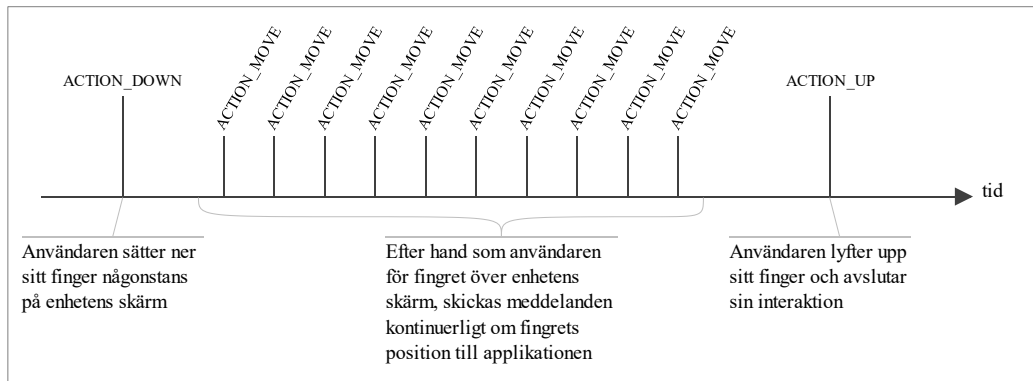 ACTION_DOWN
ACTION_MOVE
ACTION_MOVE
ACTION_MOVE
ACTION_MOVE
ACTION_MOVE
ACTION_MOVE
ACTION_MOVE
ACTION_MOVE
ACTION_MOVE
ACTION_MOVE
ACTION_UP
tid
Användaren sätter ner
sitt finger någonstans
på enhetens skärm
Efter hand som användaren
för fingret över enhetens
skärm, skickas meddelanden
kontinuerligt om fingrets
position till applikationen
Användaren lyfter upp
sitt finger och avslutar
sin interaktion